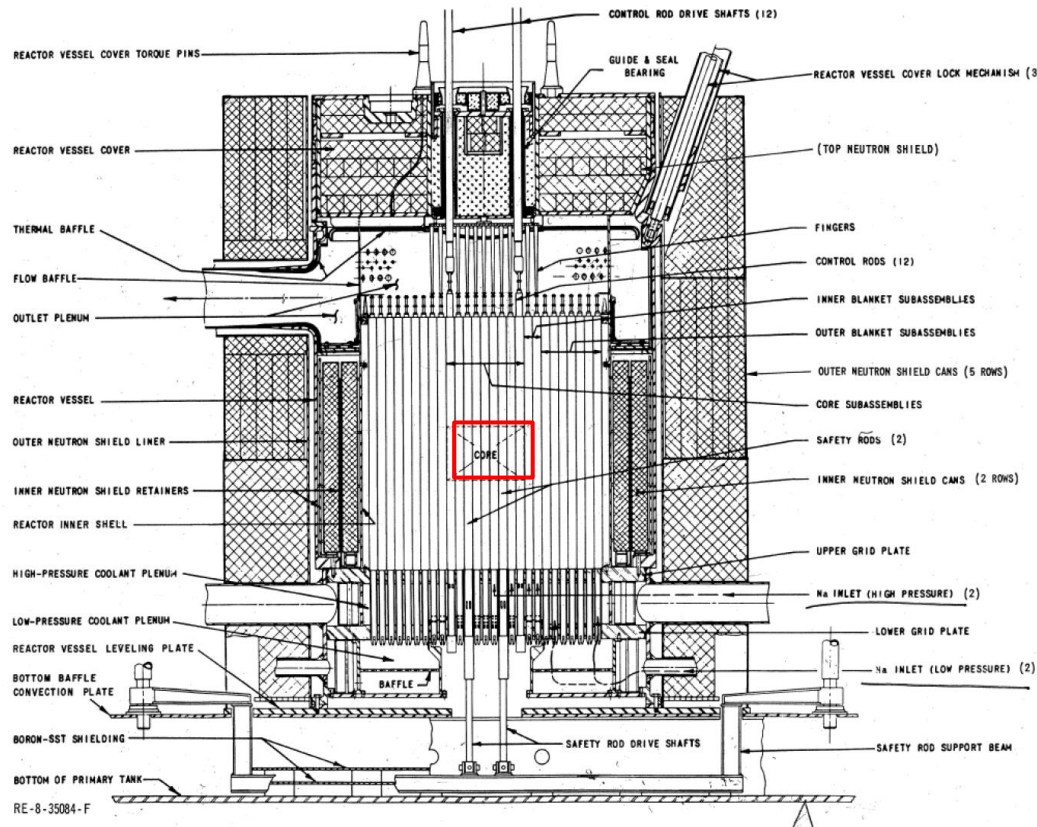 CONTROL ROD DRIVE SHAFTS (12)
REACTOR VESSEL COVER TORQUE PINS
GUIDE & SEAL
BEARING
REACTOR VESSEL COVER LOCK MECHANISM (3
REACTOR VESSEL COVER
(TOP NEUTRON SHIELD)
THERMAL BAFFLE
FINGERS
FLOW BAFFLE
CONTROL RODS (12)
OUTLET PLENUM
INNER BLANKET SUBASSEMBLIES
OUTER BLANKET SUBASSEMBLIES
OUTER NEUTRON SHIELD CANS (5 ROWS)
REACTOR VESSEL
CORE SUBASSEMBLIES
OUTER NEUTRON SHIELD LINER
SAFETY RODS (2)
CORE
INNER NEUTRON SHIELD RETAINERS
INNER NEUTRON SHIELD CANS (2 ROWS)
REACTOR INNER SHELL
UPPER GRID PLATE
HIGH-PRESSURE COOLANT PLENUM
Na INLET (HIGH PRESSURE) (2)
LOW-PRESSURE COOLANT PLENUM
LOWER GRID PLATE
REACTOR VESSEL LEVELING PLATE
Na INLET (LOW PRESSURE) (2)
BOTTOM BAFFLE
CONVECTION PLATE
BAFFLE
BORON-SST SHIELDING
SAFETY ROD DRIVE SHAFTS
SAFETY ROD SUPPORT BEAM
BOTTOM OF PRIMARY TANK
RE-8-35084-F